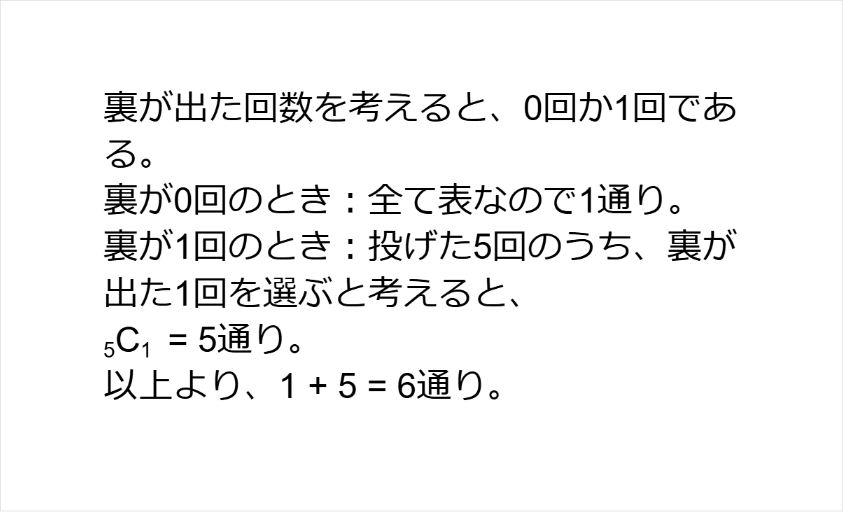 裏が出た回数を考えると、0回か1回であ
る。
裏が0回のとき：全て表なので1通り。
裏が1回のとき：投げた5回のうち、裏が
出た1回を選ぶと考えると、
₅C₁ = 5通り。
以上より、1 + 5 = 6通り。